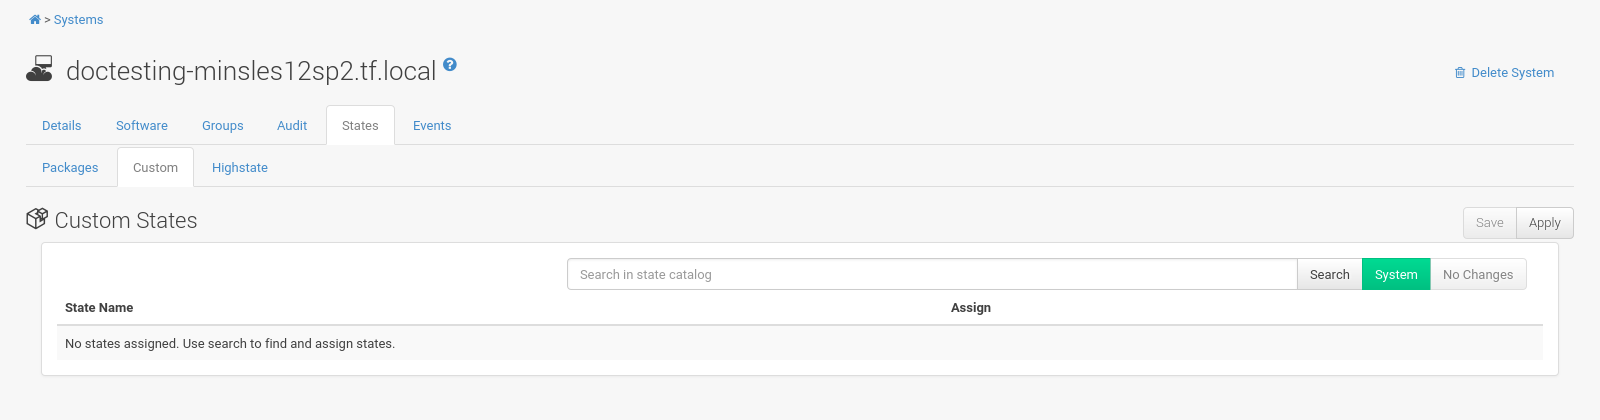 > Systems
doctesting-minsles12sp2.tf.local ?
Delete System
Details Software Groups Audit States Events
Packages Custom Highstate
Custom States
Save Apply
Search in state catalog Search System No Changes
State Name Assign
No states assigned. Use search to find and assign states.